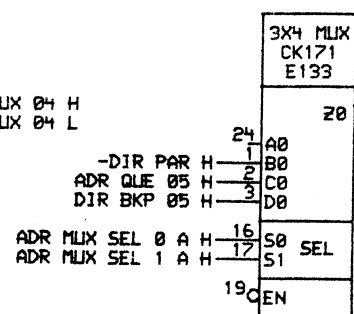 3X4 MUX
CK171
E133
UX 04 H
UX 04 L
Z0
24 A0
-DIR PAR H 1 B0
ADR QUE 05 H 2 C0
DIR BKP 05 H 3 D0
ADR MUX SEL 0 A H 16 S0 SEL
ADR MUX SEL 1 A H 17 S1
19 EN